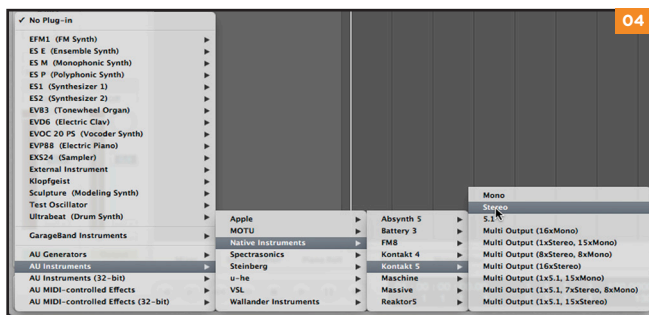 04
✓ No Plug-in
EFM1 (FM Synth)
ES E (Ensemble Synth)
ES M (Monophonic Synth)
ES P (Polyphonic Synth)
ES1 (Synthesizer 1)
ES2 (Synthesizer 2)
EVB3 (Tonewheel Organ)
EVD6 (Electric Clav)
EVOC 20 PS (Vocoder Synth)
EVP88 (Electric Piano)
EXS24 (Sampler)
External Instrument
Klopfgeist
Sculpture (Modeling Synth)
Test Oscillator
Ultrabeat (Drum Synth)
GarageBand Instruments
AU Generators
AU Instruments
AU Instruments (32-bit)
AU MIDI-controlled Effects
AU MIDI-controlled Effects (32-bit)
Apple
MOTU
Native Instruments
Spectrasonics
Steinberg
u-he
VSL
Wallander Instruments
Absynth 5
Battery 3
FM8
Kontakt 4
Kontakt 5
Maschine
Massive
Reaktor5
Mono
Stereo
5.1
Multi Output (16xMono)
Multi Output (1xStereo, 15xMono)
Multi Output (8xStereo, 8xMono)
Multi Output (16xStereo)
Multi Output (1x5.1, 15xMono)
Multi Output (1x5.1, 7xStereo, 8xMono)
Multi Output (1x5.1, 15xStereo)